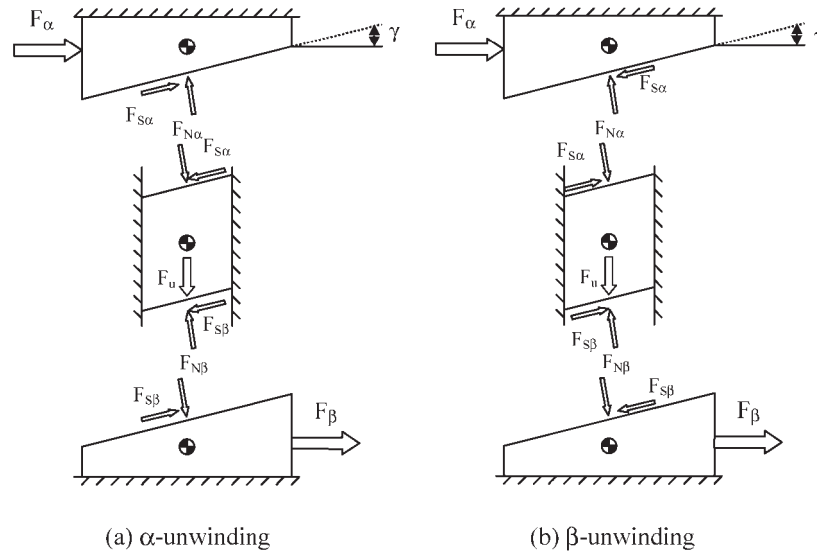 F_α
γ
F_Sα
F_Nα
F_Sα
F_u
F_Sβ
F_Nβ
F_Sβ
F_β
(a) α-unwinding
F_α
F_Sα
F_Nα
F_Sα
F_u
F_Sβ
F_Nβ
F_Sβ
F_β
(b) β-unwinding